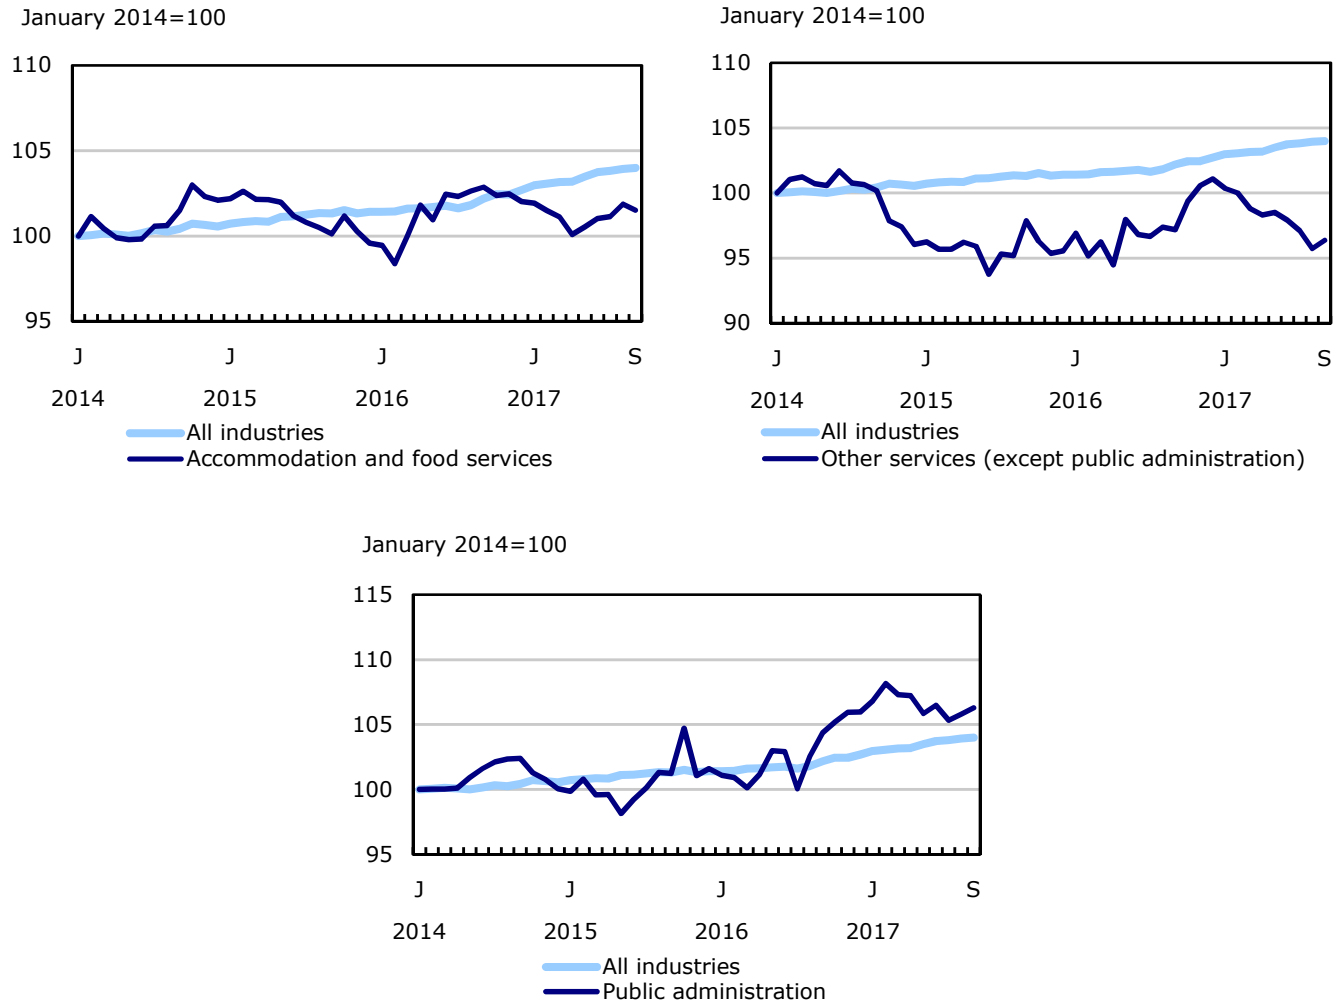 January 2014=100
110
105
100
95
J J J J S
2014 2015 2016 2017
All industries
Accommodation and food services
January 2014=100
110
105
100
95
90
J J J J S
2014 2015 2016 2017
All industries
Other services (except public administration)
January 2014=100
115
110
105
100
95
J J J J S
2014 2015 2016 2017
All industries
Public administration